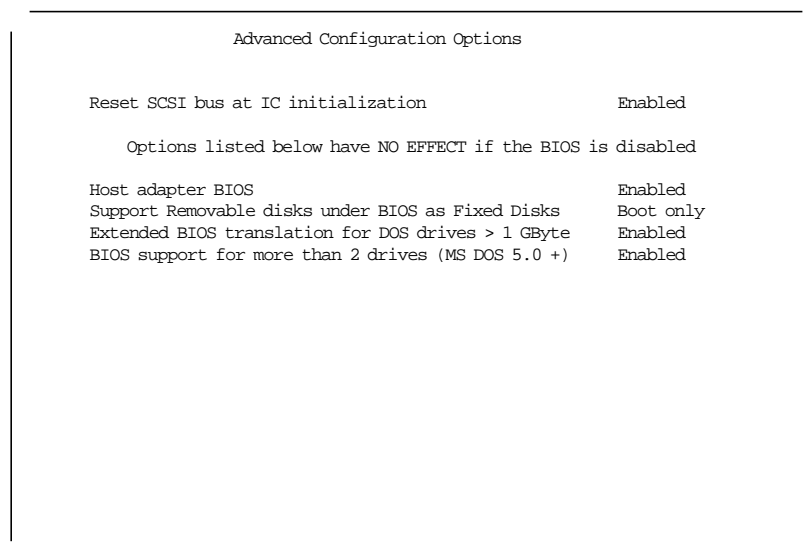 Advanced Configuration Options
Reset SCSI bus at IC initialization Enabled
Options listed below have NO EFFECT if the BIOS is disabled
Host adapter BIOS Enabled
Support Removable disks under BIOS as Fixed Disks Boot only
Extended BIOS translation for DOS drives > 1 GByte Enabled
BIOS support for more than 2 drives (MS DOS 5.0 +) Enabled